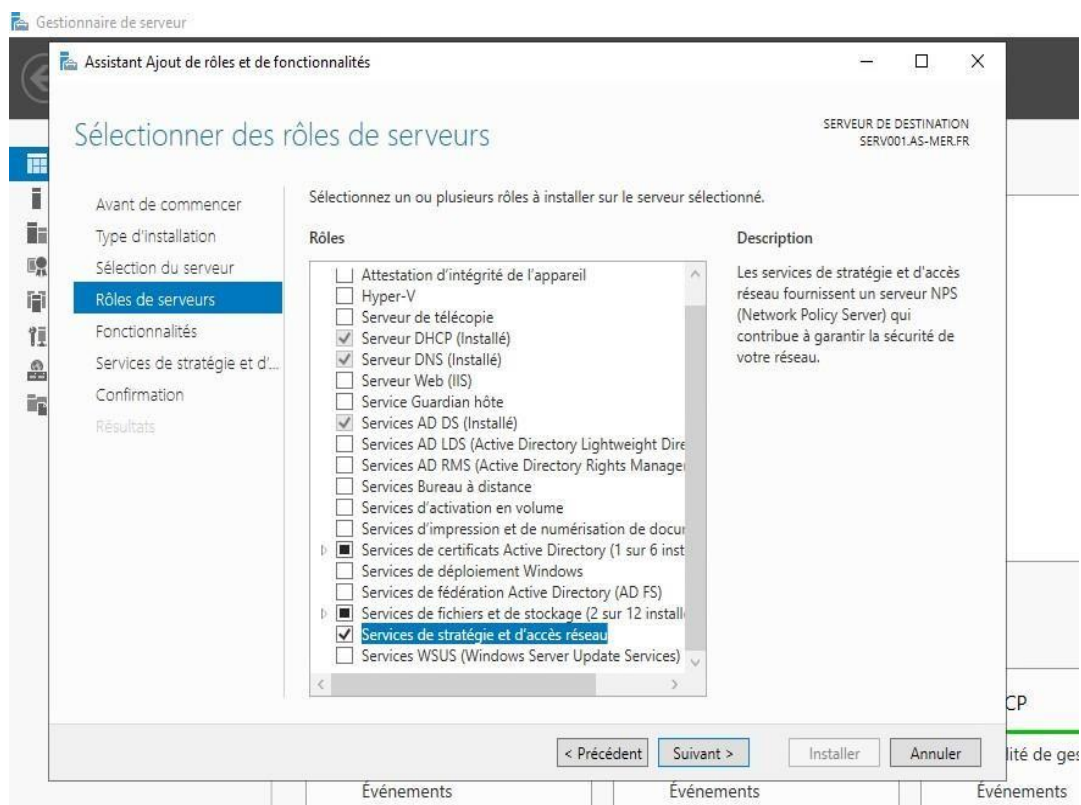 Gestionnaire de serveur
Assistant Ajout de rôles et de fonctionnalités
Sélectionner des rôles de serveurs
SERVEUR DE DESTINATION
SERV001.AS-MER.FR
Avant de commencer
Type d'installation
Sélection du serveur
Rôles de serveurs
Fonctionnalités
Services de stratégie et d'...
Confirmation
Résultats
Sélectionnez un ou plusieurs rôles à installer sur le serveur sélectionné.
Rôles
Attestation d'intégrité de l'appareil
Hyper-V
Serveur de télécopie
Serveur DHCP (Installé)
Serveur DNS (Installé)
Serveur Web (IIS)
Service Guardian hôte
Services AD DS (Installé)
Services AD LDS (Active Directory Lightweight Dire
Services AD RMS (Active Directory Rights Manage
Services Bureau à distance
Services d'activation en volume
Services d'impression et de numérisation de docu
Services de certificats Active Directory (1 sur 6 inst
Services de déploiement Windows
Services de fédération Active Directory (AD FS)
Services de fichiers et de stockage (2 sur 12 install
Services de stratégie et d'accès réseau
Services WSUS (Windows Server Update Services)
Description
Les services de stratégie et d'accès
réseau fournissent un serveur NPS
(Network Policy Server) qui
contribue à garantir la sécurité de
votre réseau.
< Précédent
Suivant >
Installer
Annuler
CP
lité de ges
Événements
Événements
Événements